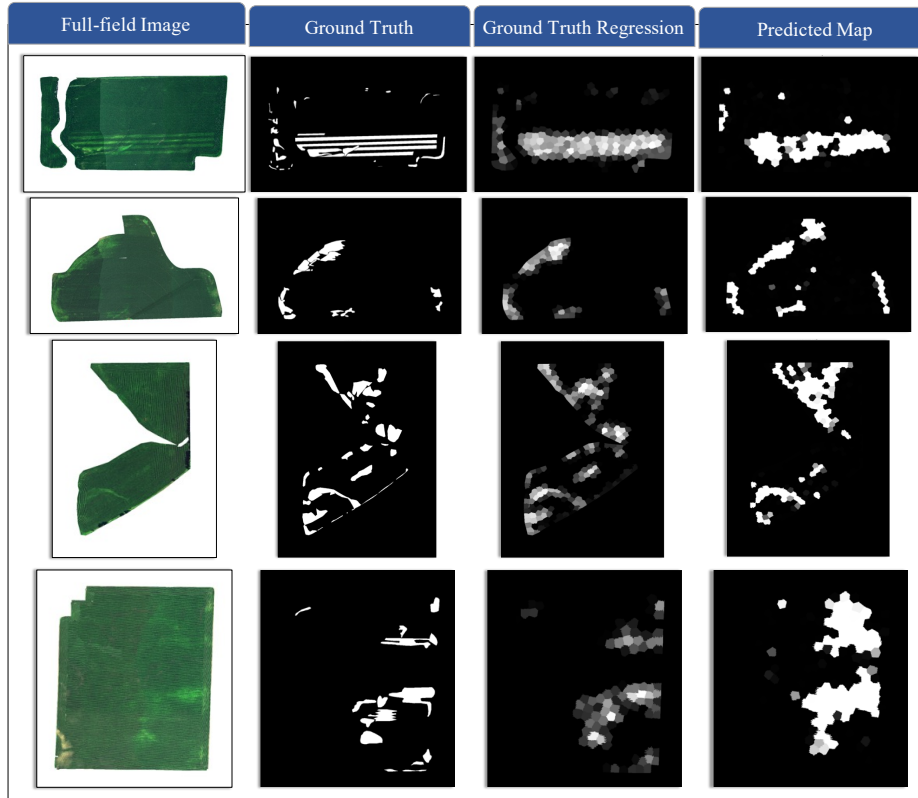 Full-field Image
Ground Truth
Ground Truth Regression
Predicted Map